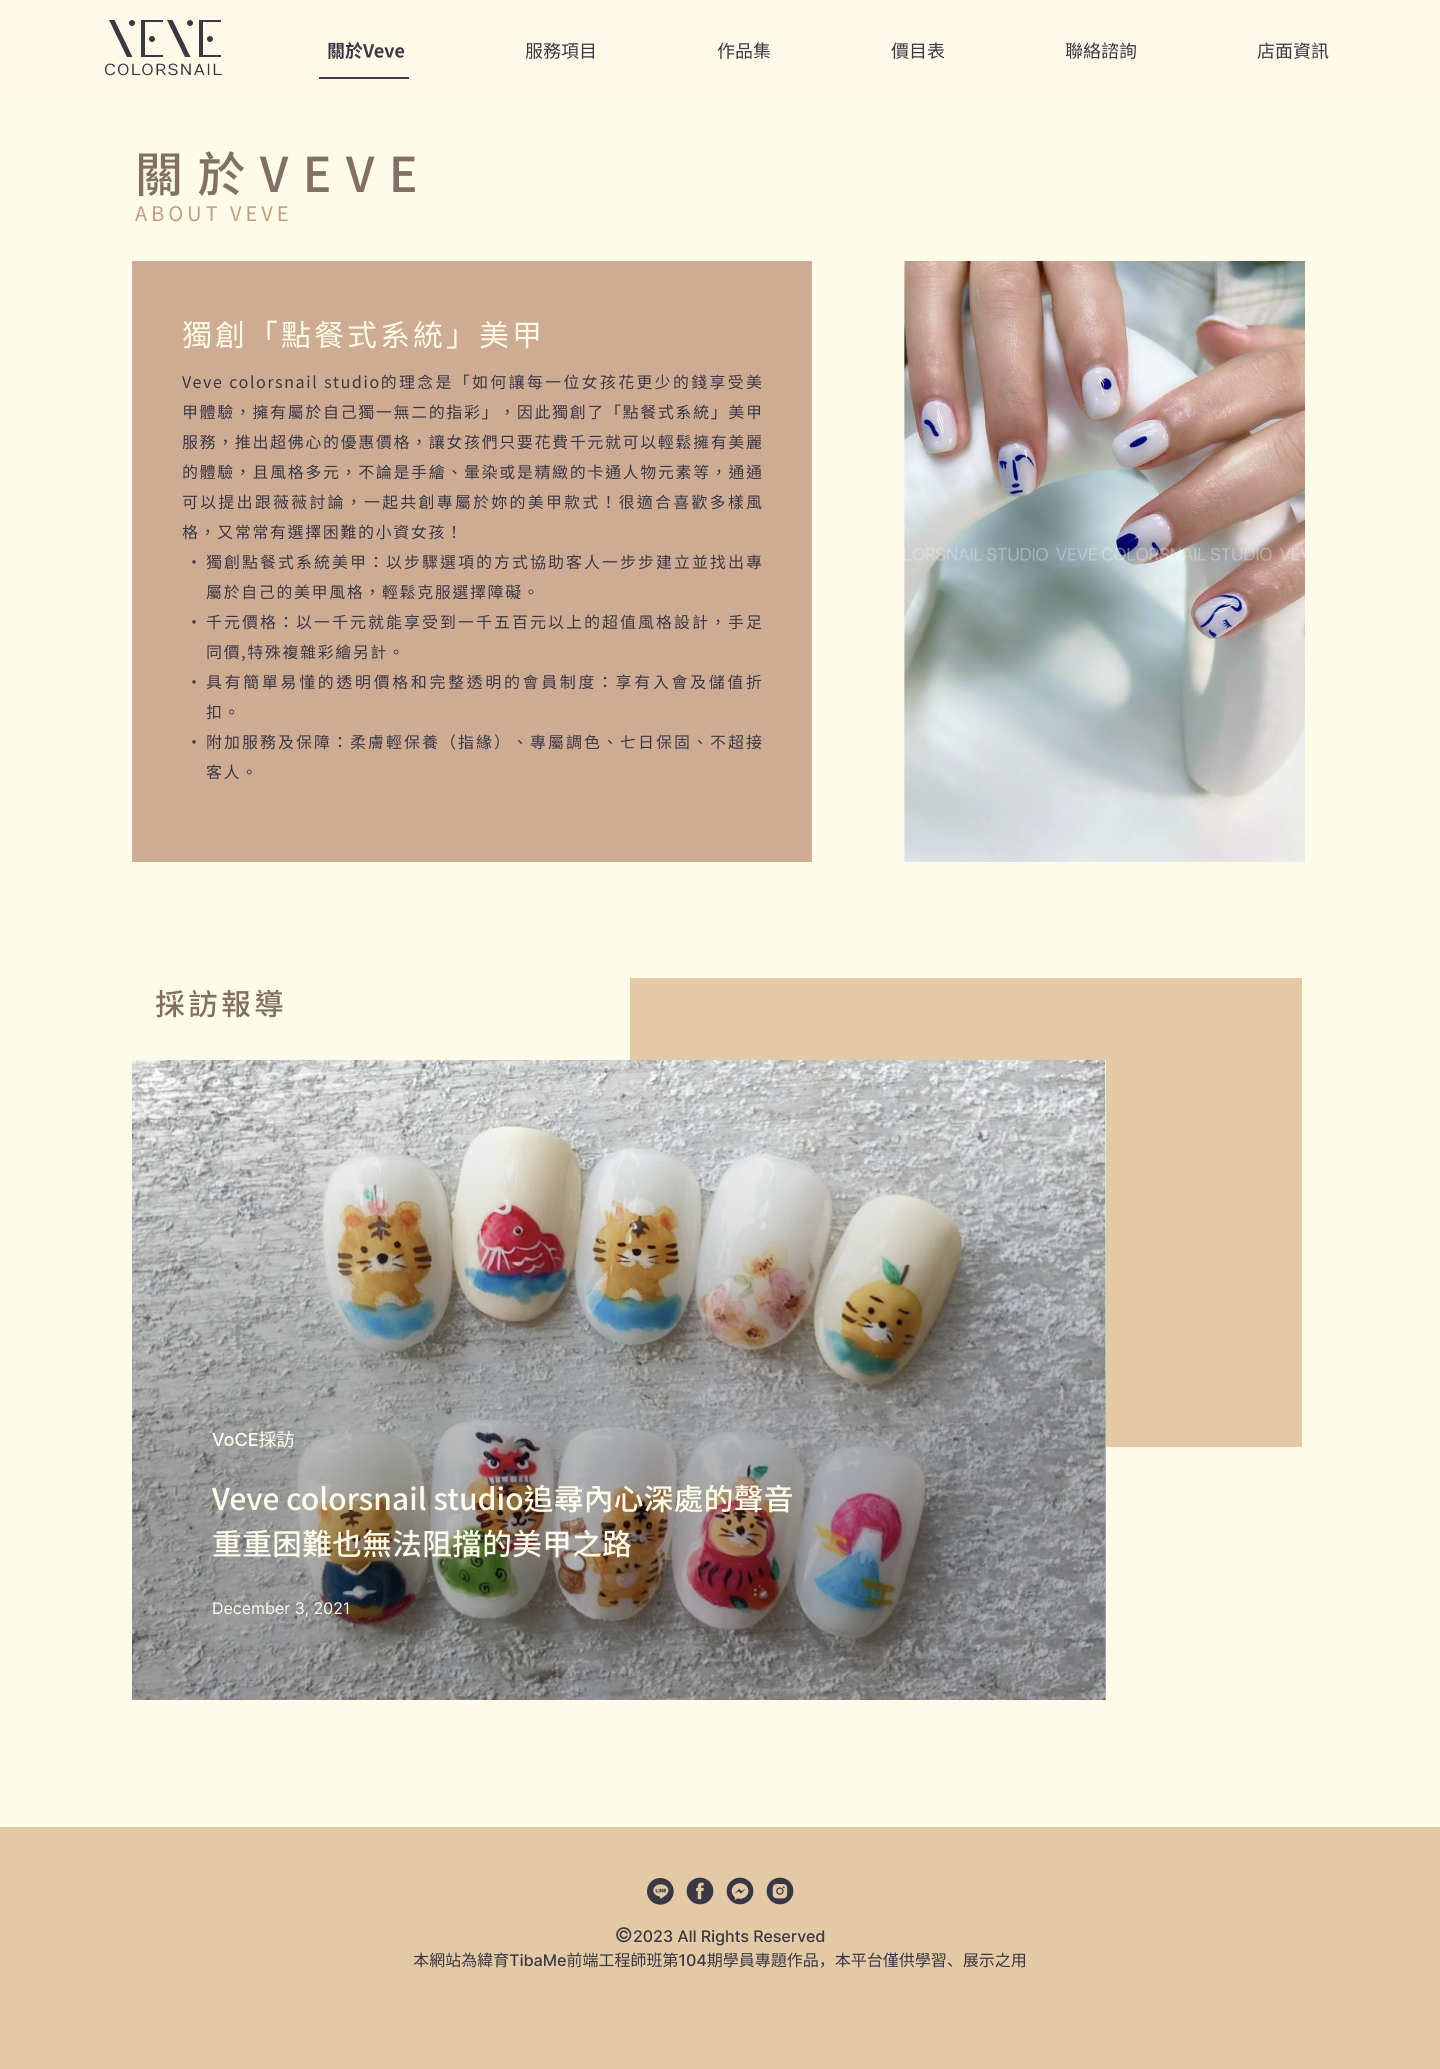 VEVE
COLORSNAIL
關於Veve
服務項目
作品集
價目表
聯絡諮詢
店面資訊
關於VEVE
ABOUT VEVE
獨創「點餐式系統」美甲
Veve colorsnail studio的理念是「如何讓每一位女孩花更少的錢享受美
甲體驗，擁有屬於自己獨一無二的指彩」，因此獨創了「點餐式系統」美甲
服務，推出超佛心的優惠價格，讓女孩們只要花費千元就可以輕鬆擁有美麗
的體驗，且風格多元，不論是手繪、暈染或是精緻的卡通人物元素等，通通
可以提出跟薇薇討論，一起共創專屬於妳的美甲款式！很適合喜歡多樣風
格，又常常有選擇困難的小資女孩！
・獨創點餐式系統美甲：以步驟選項的方式協助客人一步步建立並找出專
屬於自己的美甲風格，輕鬆克服選擇障礙。
・千元價格：以一千元就能享受到一千五百元以上的超值風格設計，手足
同價,特殊複雜彩繪另計。
・具有簡單易懂的透明價格和完整透明的會員制度：享有入會及儲值折
扣。
・附加服務及保障：柔膚輕保養（指緣）、專屬調色、七日保固、不超接
客人。
LORSNAIL STUDIO VEVE COLORSNAIL STUDIO VEV
採訪報導
VoCE採訪
Veve colorsnail studio追尋內心深處的聲音
重重困難也無法阻擋的美甲之路
December 3, 2021
LINE
©2023 All Rights Reserved
本網站為緯育TibaMe前端工程師班第104期學員專題作品，本平台僅供學習、展示之用